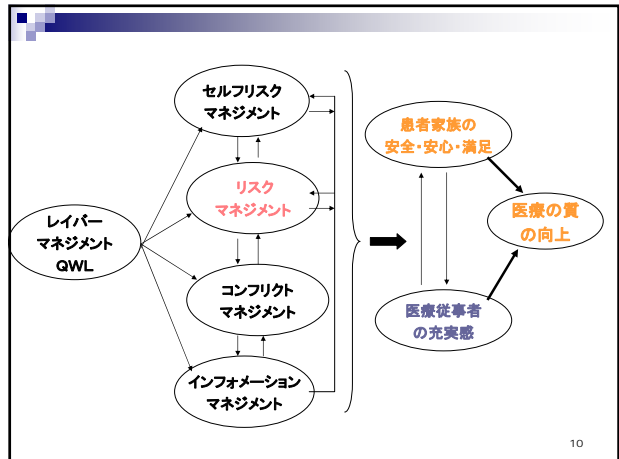 セルフリスク
マネジメント
リスク
マネジメント
レイバー
マネジメント
QWL
コンフリクト
マネジメント
インフォメーション
マネジメント
患者家族の
安全・安心・満足
医療の質
の向上
医療従事者
の充実感
10